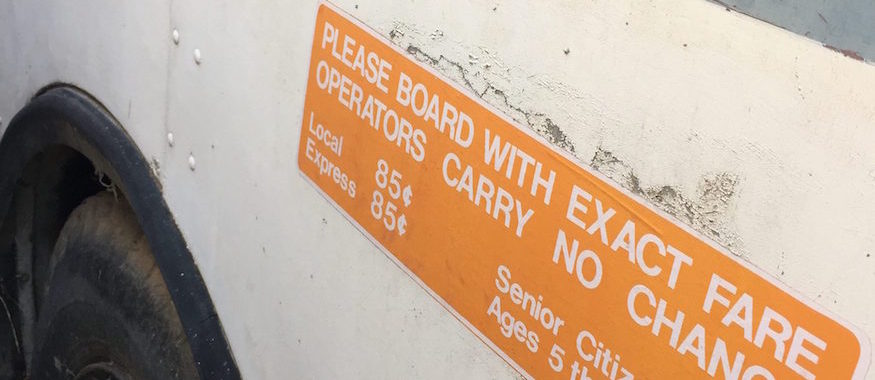 PLEASE BOARD WITH EXACT FARE
OPERATORS CARRY NO
Local 85¢
Express 85¢
Senior
Ages 5